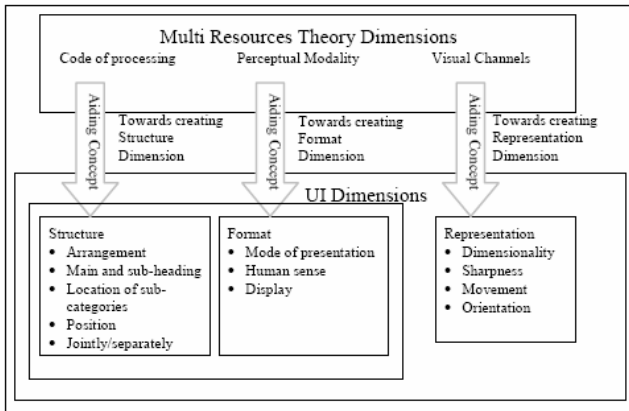 Multi Resources Theory Dimensions
Code of processing
Perceptual Modality
Visual Channels
Aiding Concept
Towards creating
Structure
Dimension
Aiding Concept
Towards creating
Format
Dimension
Aiding Concept
Towards creating
Representation
Dimension
UI Dimensions
Structure
• Arrangement
• Main and sub-heading
• Location of sub-
categories
• Position
• Jointly/separately
Format
• Mode of presentation
• Human sense
• Display
Representation
• Dimensionality
• Sharpness
• Movement
• Orientation